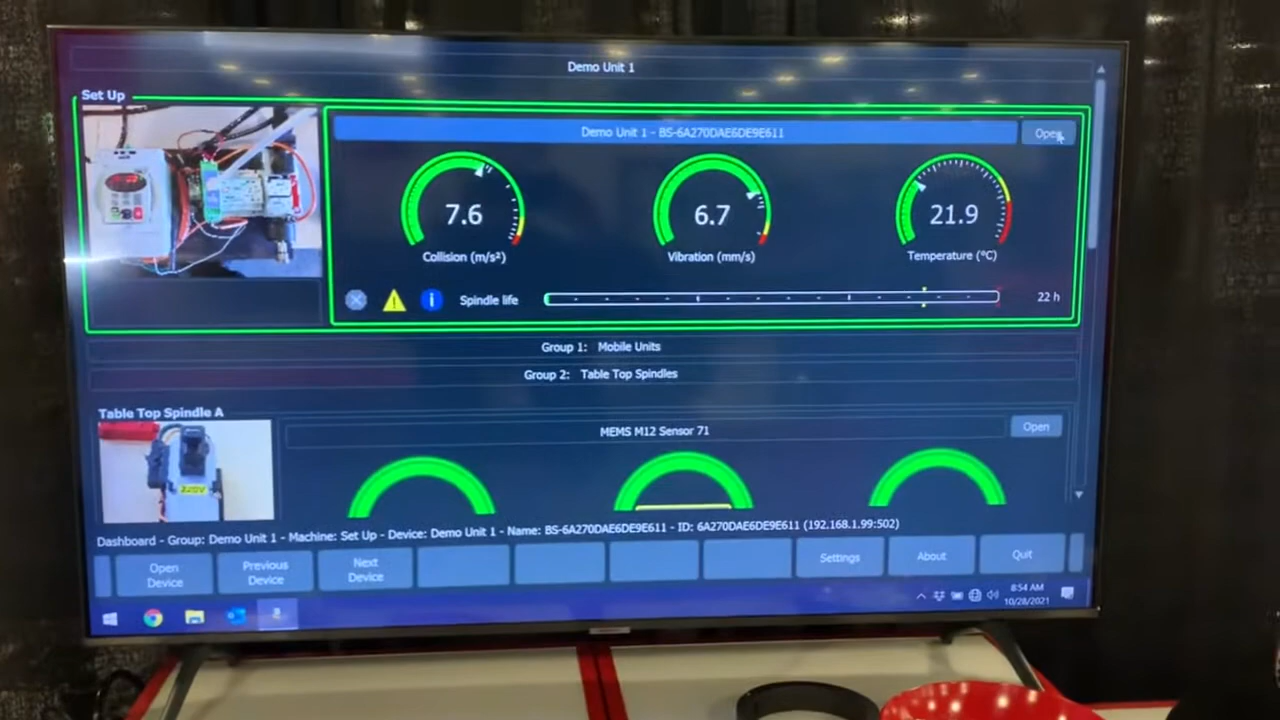 Demo Unit 1
Set Up
Demo Unit 1 - BS-6A270DAE6DE9E611
Open
7.6
6.7
21.9
Collision (m/s²)
Vibration (mm/s)
Temperature (°C)
Spindle life
22 h
Group 1: Mobile Units
Group 2: Table Top Spindles
Table Top Spindle A
MEMS M12 Sensor 71
Open
220V
Dashboard - Group: Demo Unit 1 - Machine: Set Up - Device: Demo Unit 1 - Name: BS-6A270DAE6DE9E611 - ID: 6A270DAE6DE9E611 (192.168.1.99:502)
Open Device
Previous Device
Next Device
Settings
About
Quit
8:54 AM
10/28/2021